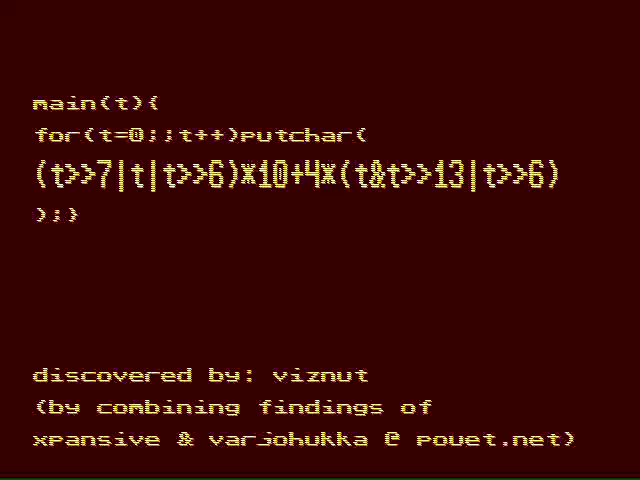 main(t){
for(t=0;;t++)putchar(
(t>>7|t|t>>6)*10+4*(t&t>>13|t>>6)
);}
discovered by: viznut
(by combining findings of
xpansive & varjohukka @ pouet.net)